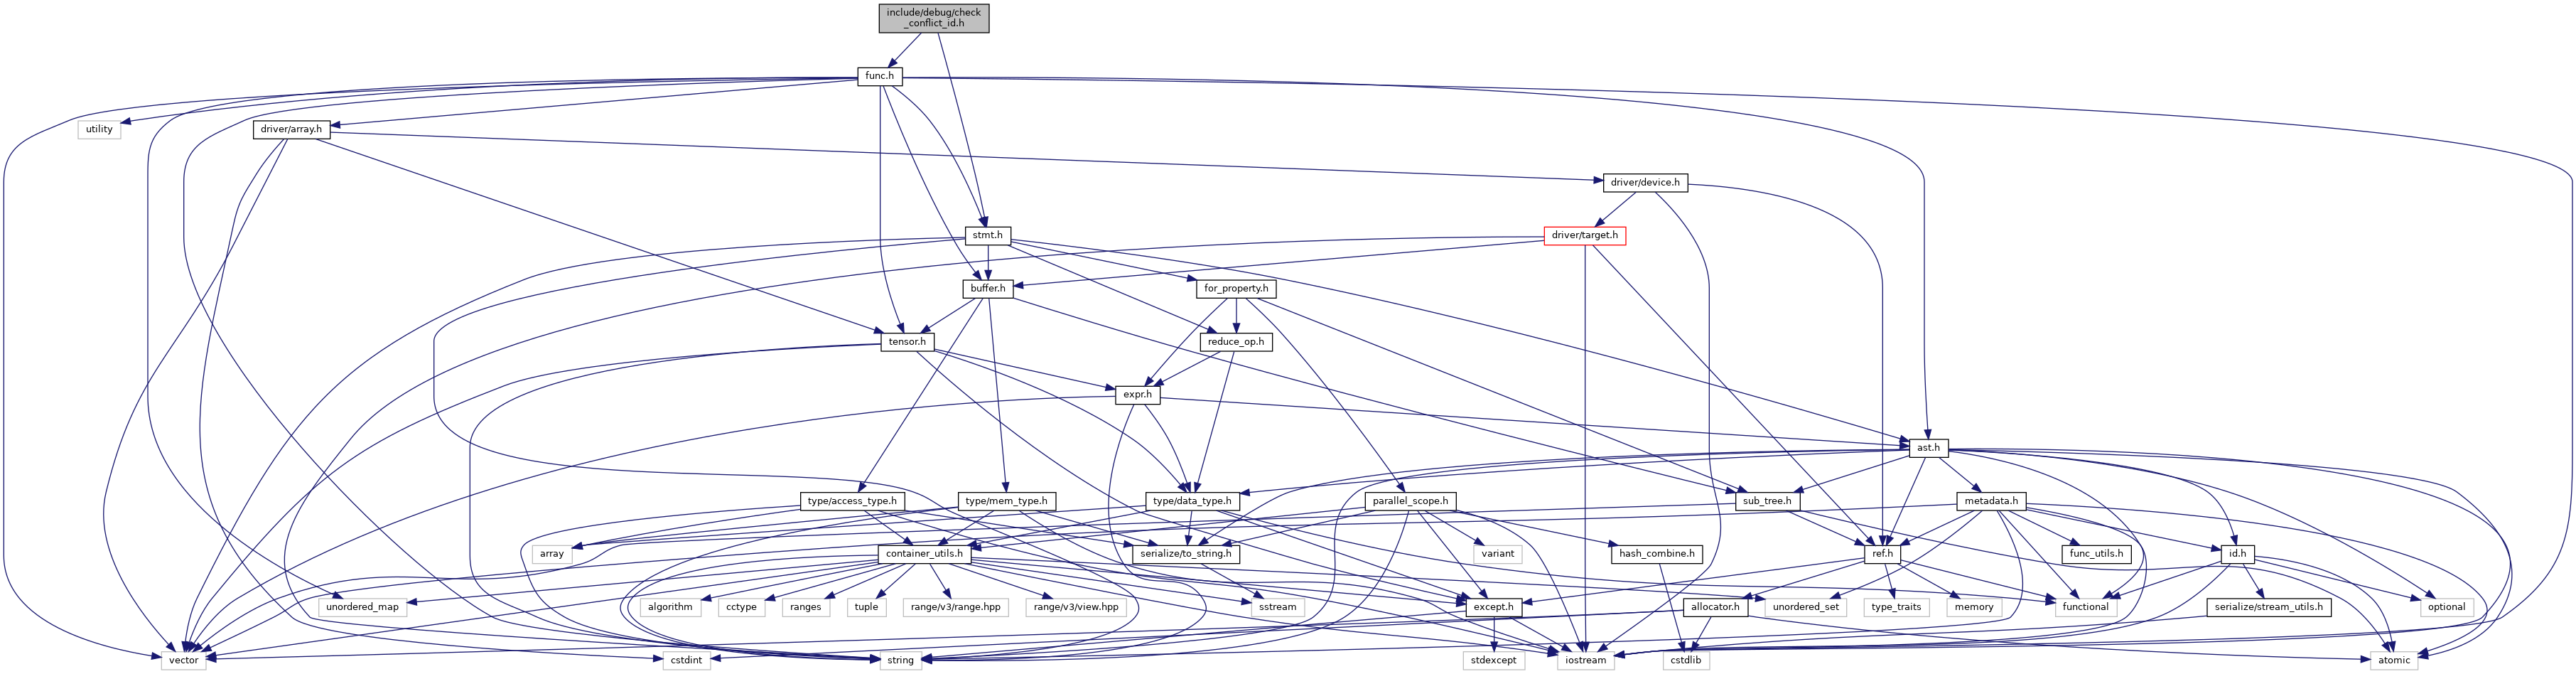 include/debug/check
_conflict_id.h
func.h
utility
driver/array.h
driver/device.h
stmt.h
driver/target.h
buffer.h
for_property.h
tensor.h
reduce_op.h
expr.h
ast.h
type/access_type.h
type/mem_type.h
type/data_type.h
parallel_scope.h
sub_tree.h
metadata.h
array
container_utils.h
serialize/to_string.h
variant
hash_combine.h
ref.h
func_utils.h
id.h
unordered_map
algorithm
cctype
ranges
tuple
range/v3/range.hpp
range/v3/view.hpp
sstream
except.h
allocator.h
unordered_set
type_traits
memory
functional
serialize/stream_utils.h
optional
vector
cstdint
string
stdexcept
iostream
cstdlib
atomic